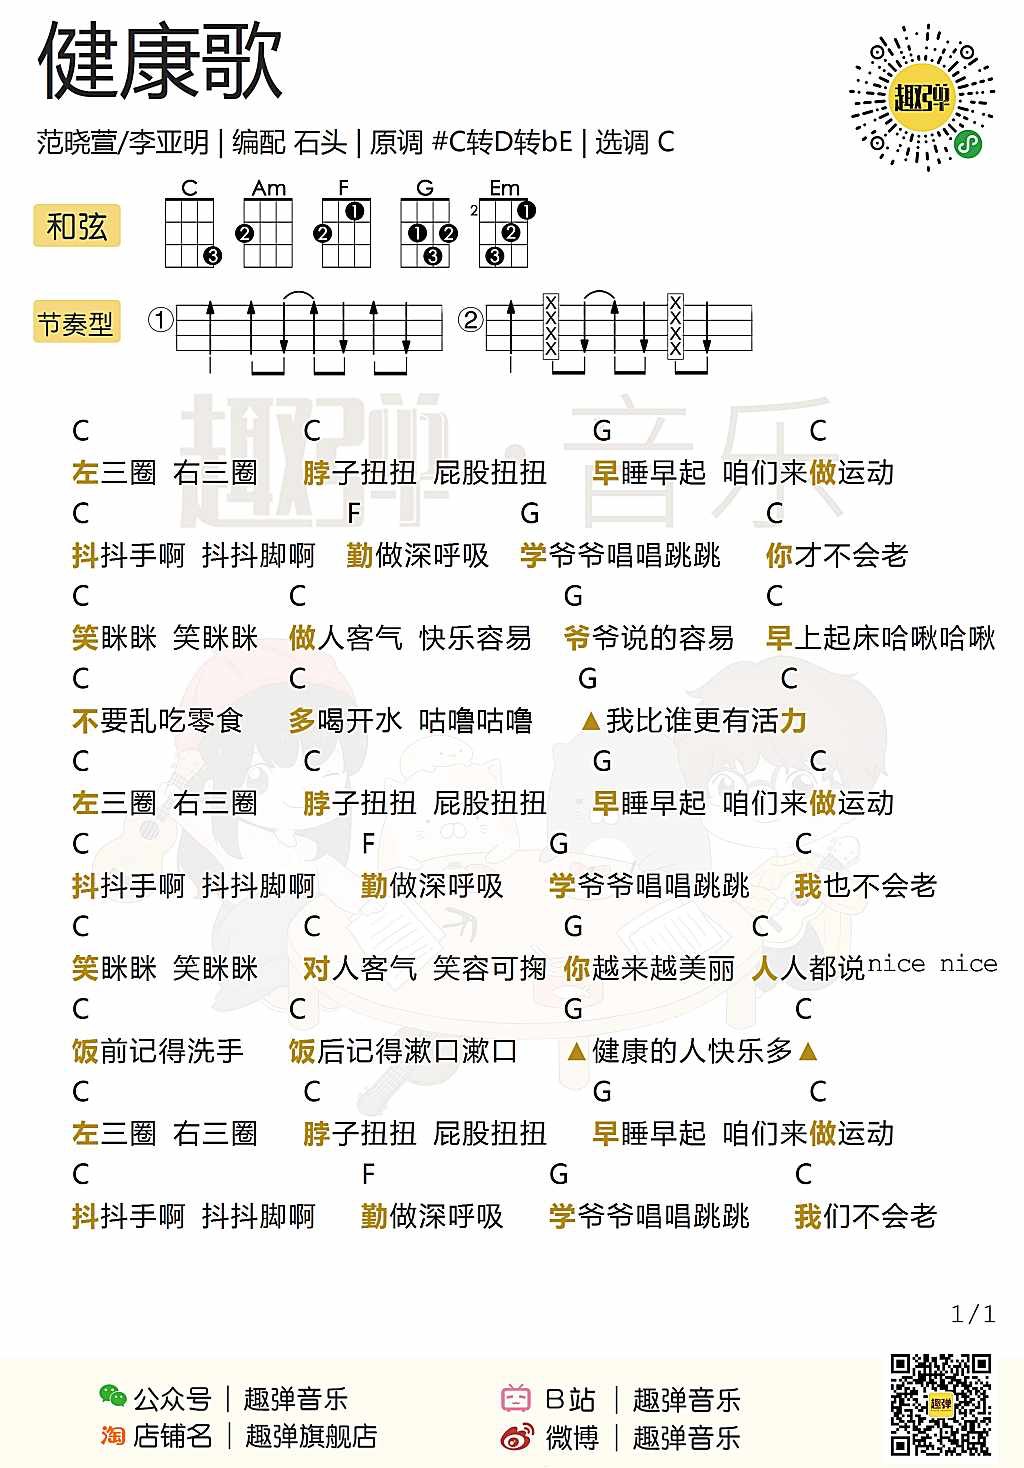 健康歌
趣弹
范晓萱/李亚明 | 编配 石头 | 原调 #C转D转bE | 选调 C
和弦 C Am F G Em
3 2 2 1 1 2 3 2 1 2 3
节奏型 ① ② X X X X X X X X
趣弹·音乐
C C G C
左三圈 右三圈 脖子扭扭 屁股扭扭 早睡早起 咱们来做运动
C F G C
抖抖手啊 抖抖脚啊 勤做深呼吸 学爷爷唱唱跳跳 你才不会老
C C G C
笑眯眯 笑眯眯 做人客气 快乐容易 爷爷说的容易 早上起床哈啾哈啾
C C G C
不要乱吃零食 多喝开水 咕噜咕噜 ▲我比谁更有活力
C C G C
左三圈 右三圈 脖子扭扭 屁股扭扭 早睡早起 咱们来做运动
C F G C
抖抖手啊 抖抖脚啊 勤做深呼吸 学爷爷唱唱跳跳 我也不会老
C C G C
笑眯眯 笑眯眯 对人客气 笑容可掬 你越来越美丽 人人都说nice nice
C C G C
饭前记得洗手 饭后记得漱口漱口 ▲健康的人快乐多▲
C C G C
左三圈 右三圈 脖子扭扭 屁股扭扭 早睡早起 咱们来做运动
C F G C
抖抖手啊 抖抖脚啊 勤做深呼吸 学爷爷唱唱跳跳 我们不会老
1/1
公众号 | 趣弹音乐 B站 | 趣弹音乐
淘 店铺名 | 趣弹旗舰店 微博 | 趣弹音乐
趣弹